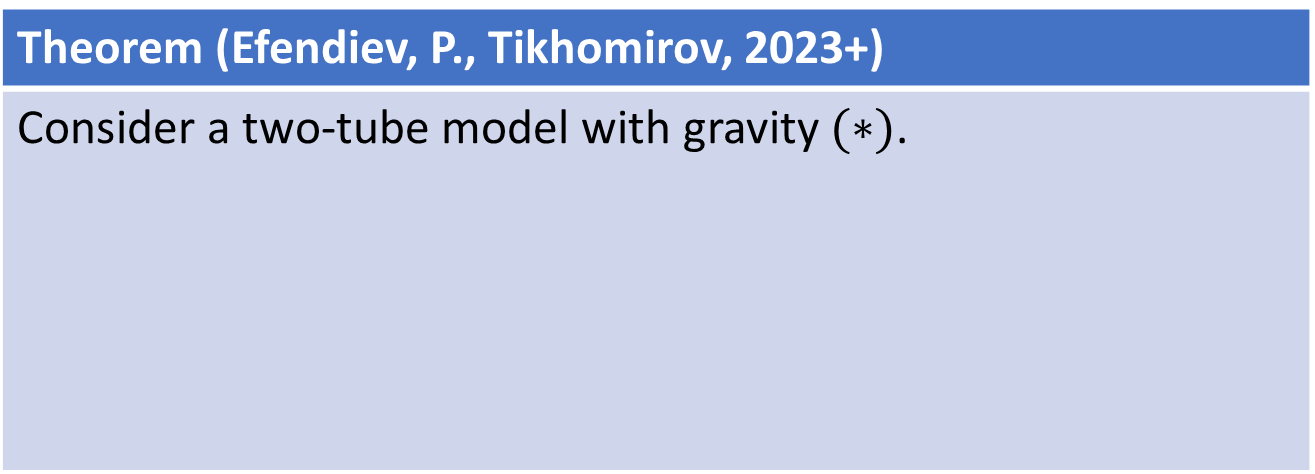 Theorem (Efendiev, P., Tikhomirov, 2023+)
Consider a two-tube model with gravity (∗).